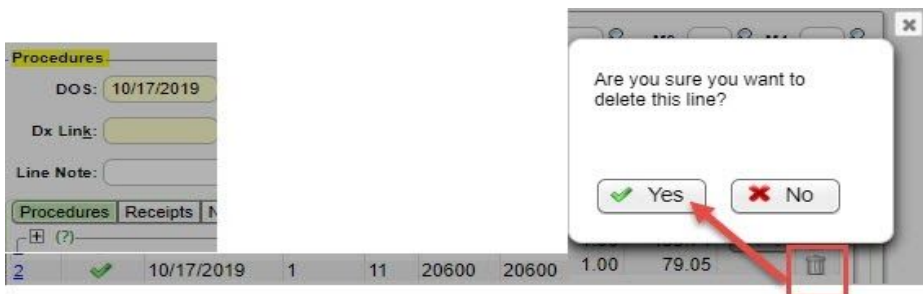 Procedures
DOS: 10/17/2019
Dx Link:
Line Note:
Procedures Receipts
(?)
2 10/17/2019 1 11 20600 20600 1.00 79.05
Are you sure you want to
delete this line?
Yes No